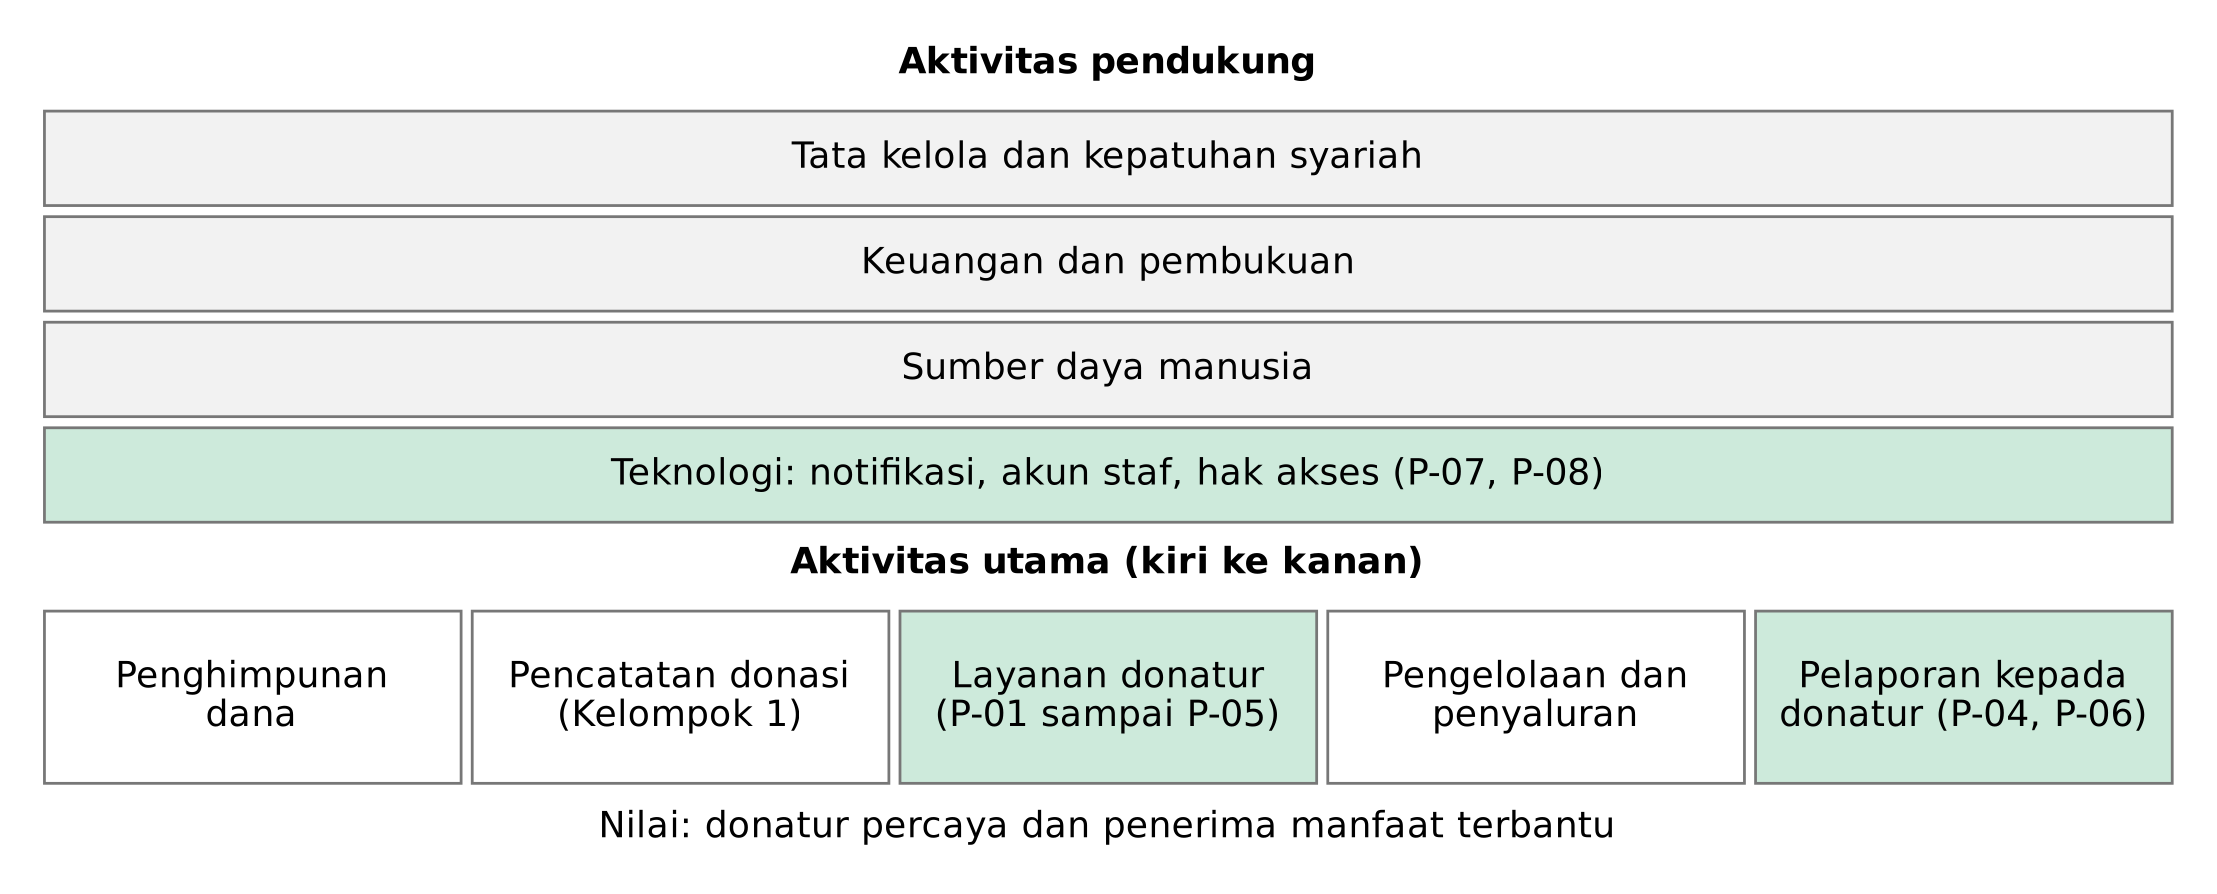 Aktivitas pendukung
Tata kelola dan kepatuhan syariah
Keuangan dan pembukuan
Sumber daya manusia
Teknologi: notifikasi, akun staf, hak akses (P-07, P-08)
Aktivitas utama (kiri ke kanan)
Penghimpunan
dana
Pencatatan donasi
(Kelompok 1)
Layanan donatur
(P-01 sampai P-05)
Pengelolaan dan
penyaluran
Pelaporan kepada
donatur (P-04, P-06)
Nilai: donatur percaya dan penerima manfaat terbantu